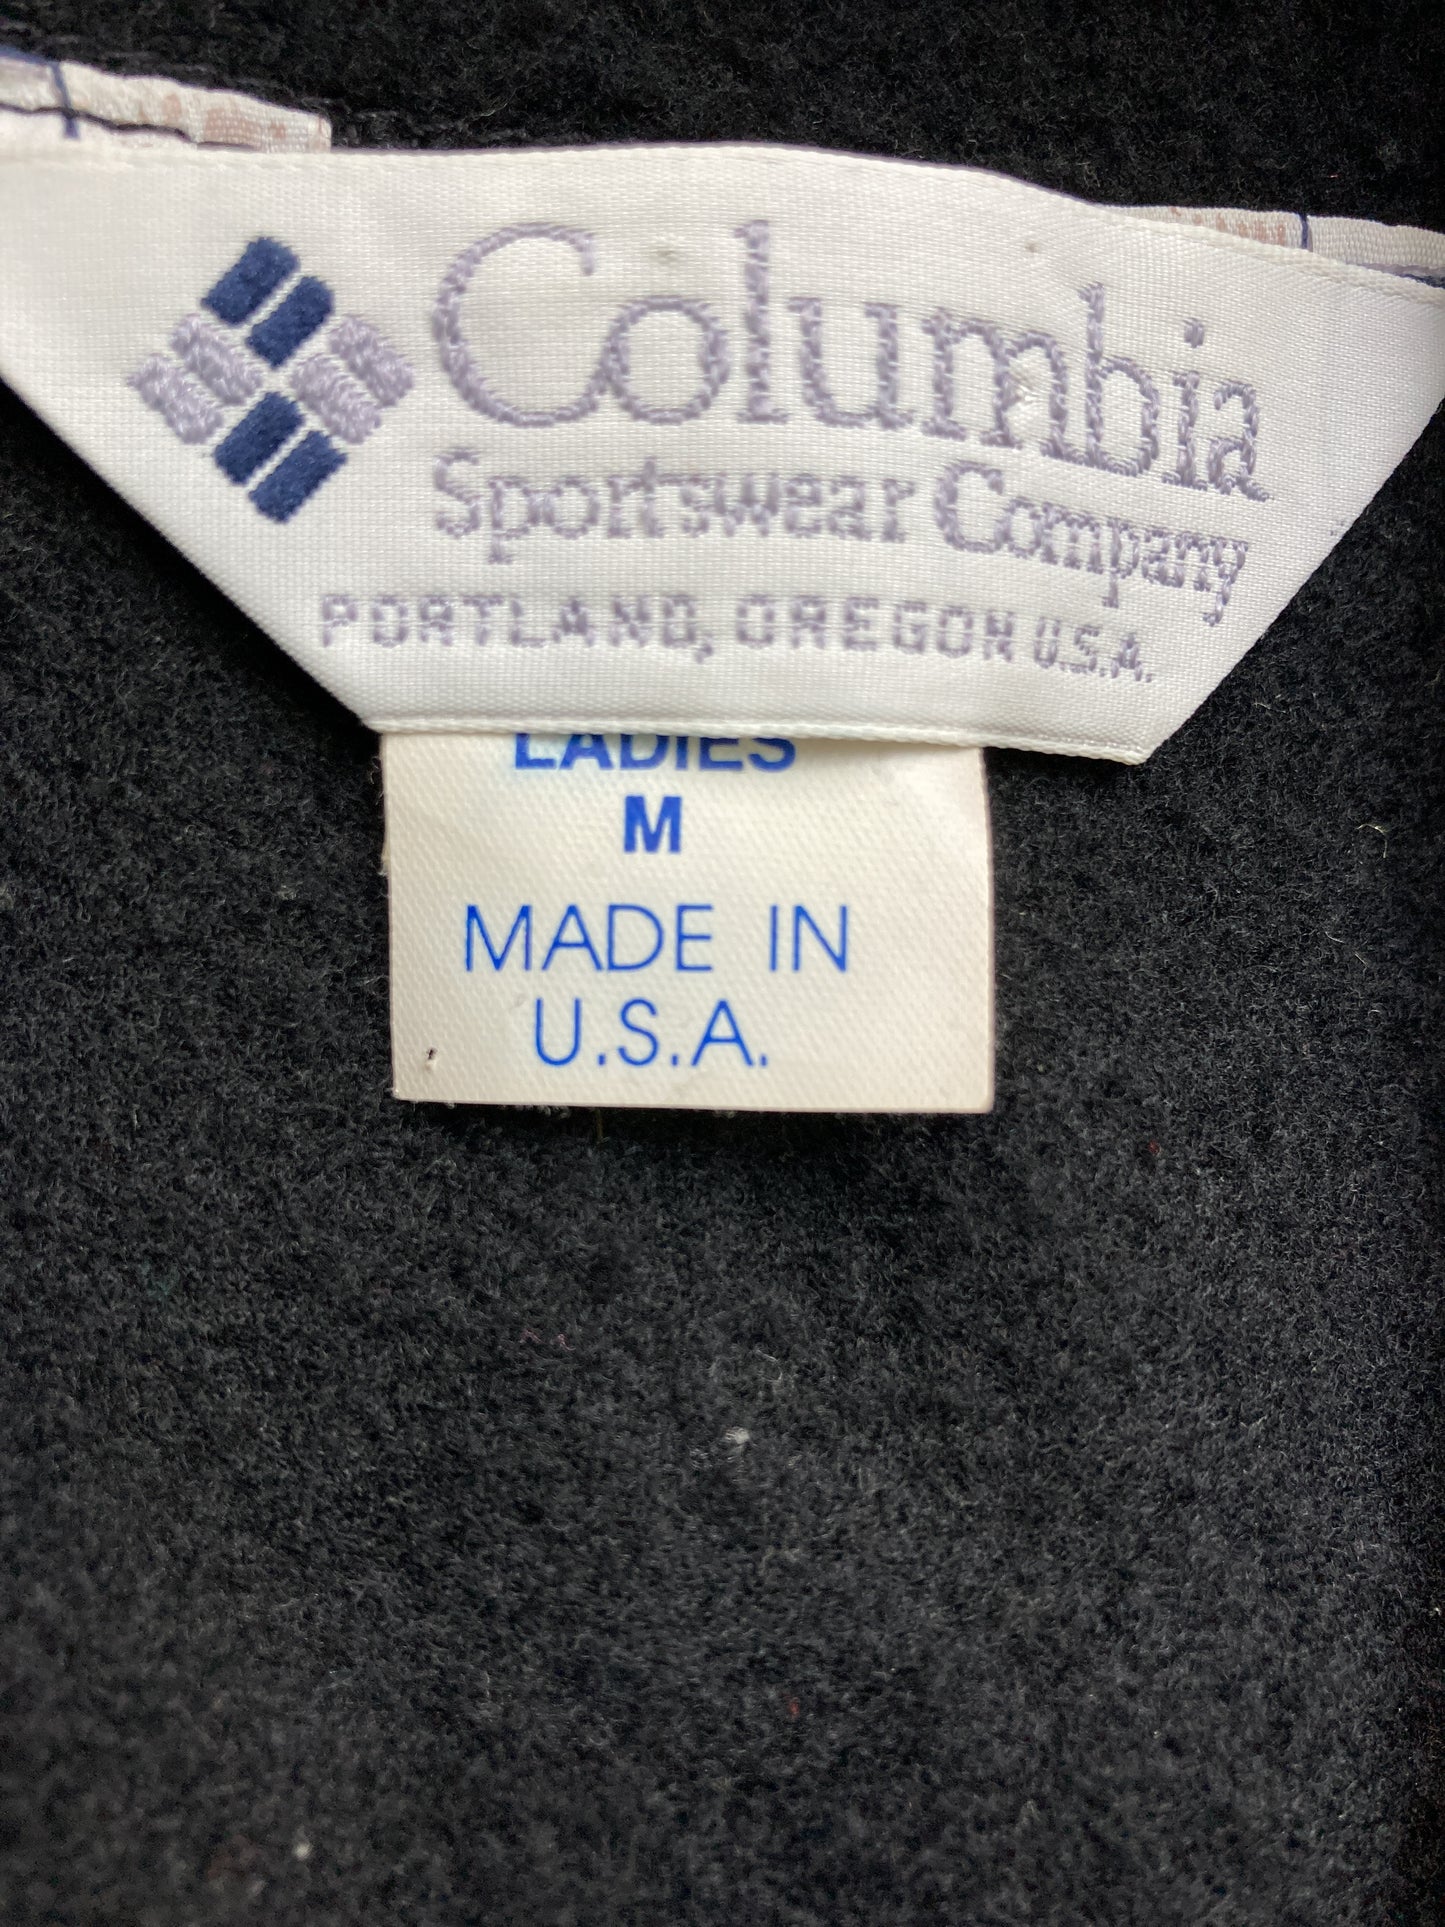 Columbia
Sportswear Company
PORTLAND, OREGON U.S.A.
LADIES
M
MADE IN
U.S.A.